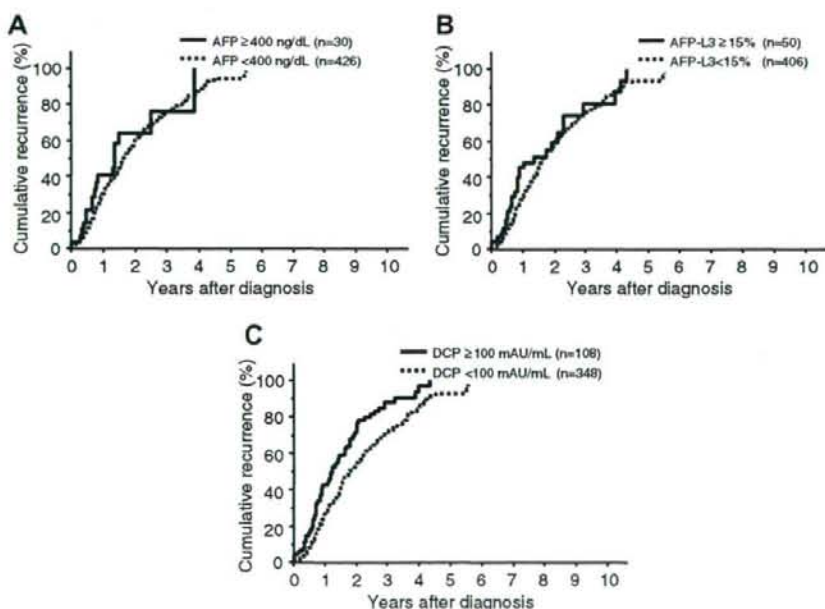 A
AFP ≥400 ng/dL (n=30)
AFP <400 ng/dL (n=426)
Cumulative recurrence (%)
100
80
60
40
20
0
0 1 2 3 4 5 6 7 8 9 10
Years after diagnosis
B
AFP-L3 ≥15% (n=50)
AFP-L3<15% (n=406)
Cumulative recurrence (%)
100
80
60
40
20
0
0 1 2 3 4 5 6 7 8 9 10
Years after diagnosis
C
DCP ≥100 mAU/mL (n=108)
DCP <100 mAU/mL (n=348)
Cumulative recurrence (%)
100
80
60
40
20
0
0 1 2 3 4 5 6 7 8 9 10
Years after diagnosis